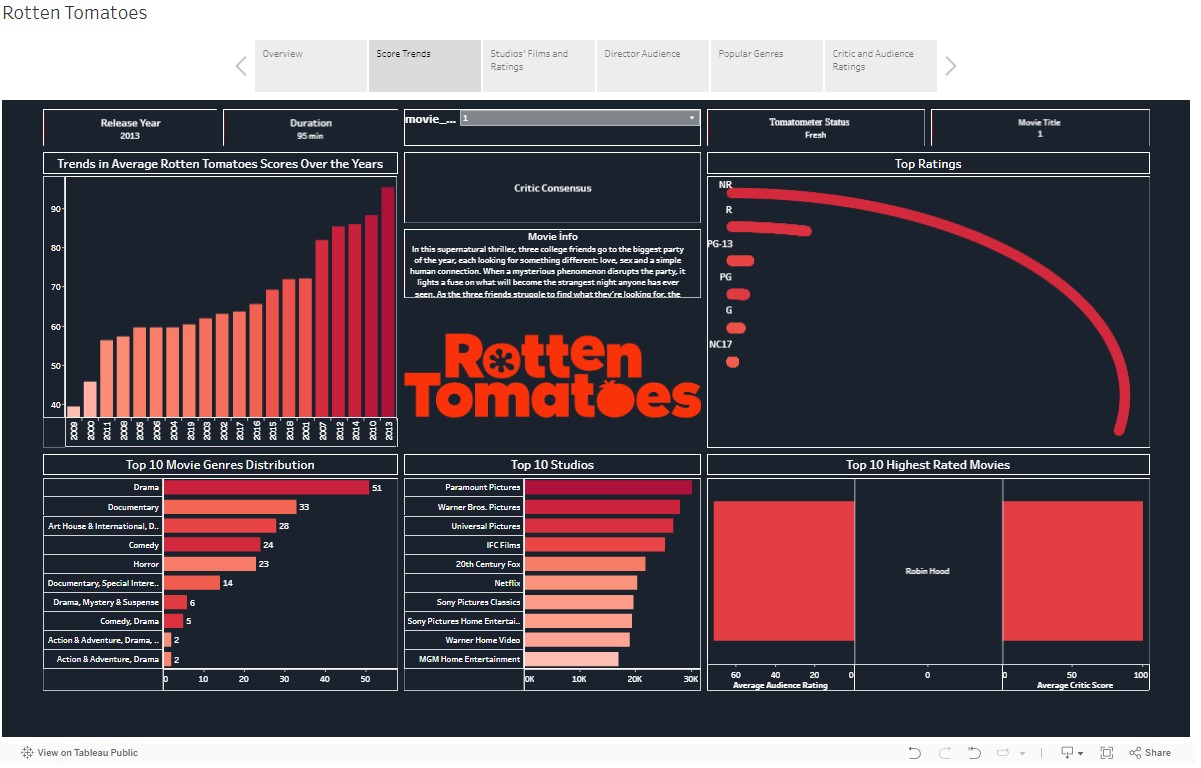 Rotten Tomatoes
Overview
Score Trends
Studios' Films and
Ratings
Director Audience
Popular Genres
Critic and Audience
Ratings
Release Year
2013
Duration
95 min
movie_...
1
Tomatometer Status
Fresh
Movie Title
1
Trends in Average Rotten Tomatoes Scores Over the Years
90
80
70
60
50
40
2009
2000
2011
2008
2005
2006
2004
2019
2003
2002
2017
2016
2015
2018
2001
2007
2012
2014
2010
2013
Critic Consensus
Movie İnfo
In this supernatural thriller, three college friends go to the biggest party
of the year, each looking for something different: love, sex and a simple
human connection. When a mysterious phenomenon disrupts the party, it
lights a fuse on what will become the strangest night anyone has ever
seen. As the three friends struggle to find what they're looking for, the
Rotten
Tomatoes
Top Ratings
NR
R
PG-13
PG
G
NC17
Top 10 Movie Genres Distribution
Drama 51
Documentary 33
Art House & International, D.. 28
Comedy 24
Horror 23
Documentary, Special Intere.. 14
Drama, Mystery & Suspense 6
Comedy, Drama 5
Action & Adventure, Drama, .. 2
Action & Adventure, Drama 2
0 10 20 30 40 50
Top 10 Studios
Paramount Pictures
Warner Bros. Pictures
Universal Pictures
IFC Films
20th Century Fox
Netflix
Sony Pictures Classics
Sony Pictures Home Entertai..
Warner Home Video
MGM Home Entertainment
0K 10K 20K 30K
Top 10 Highest Rated Movies
Robin Hood
60 40 20 0 0 0 50 100
Average Audience Rating Average Critic Score
View on Tableau Public
Share